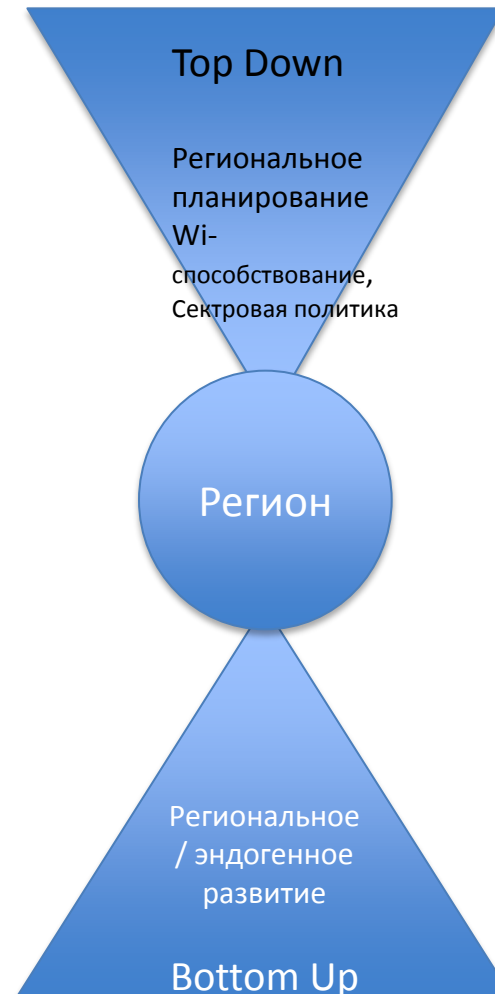 Top Down
Региональное
планирование
Wi-
способствование,
Сектровая политика
Регион
Региональное
/ эндогенное
развитие
Bottom Up